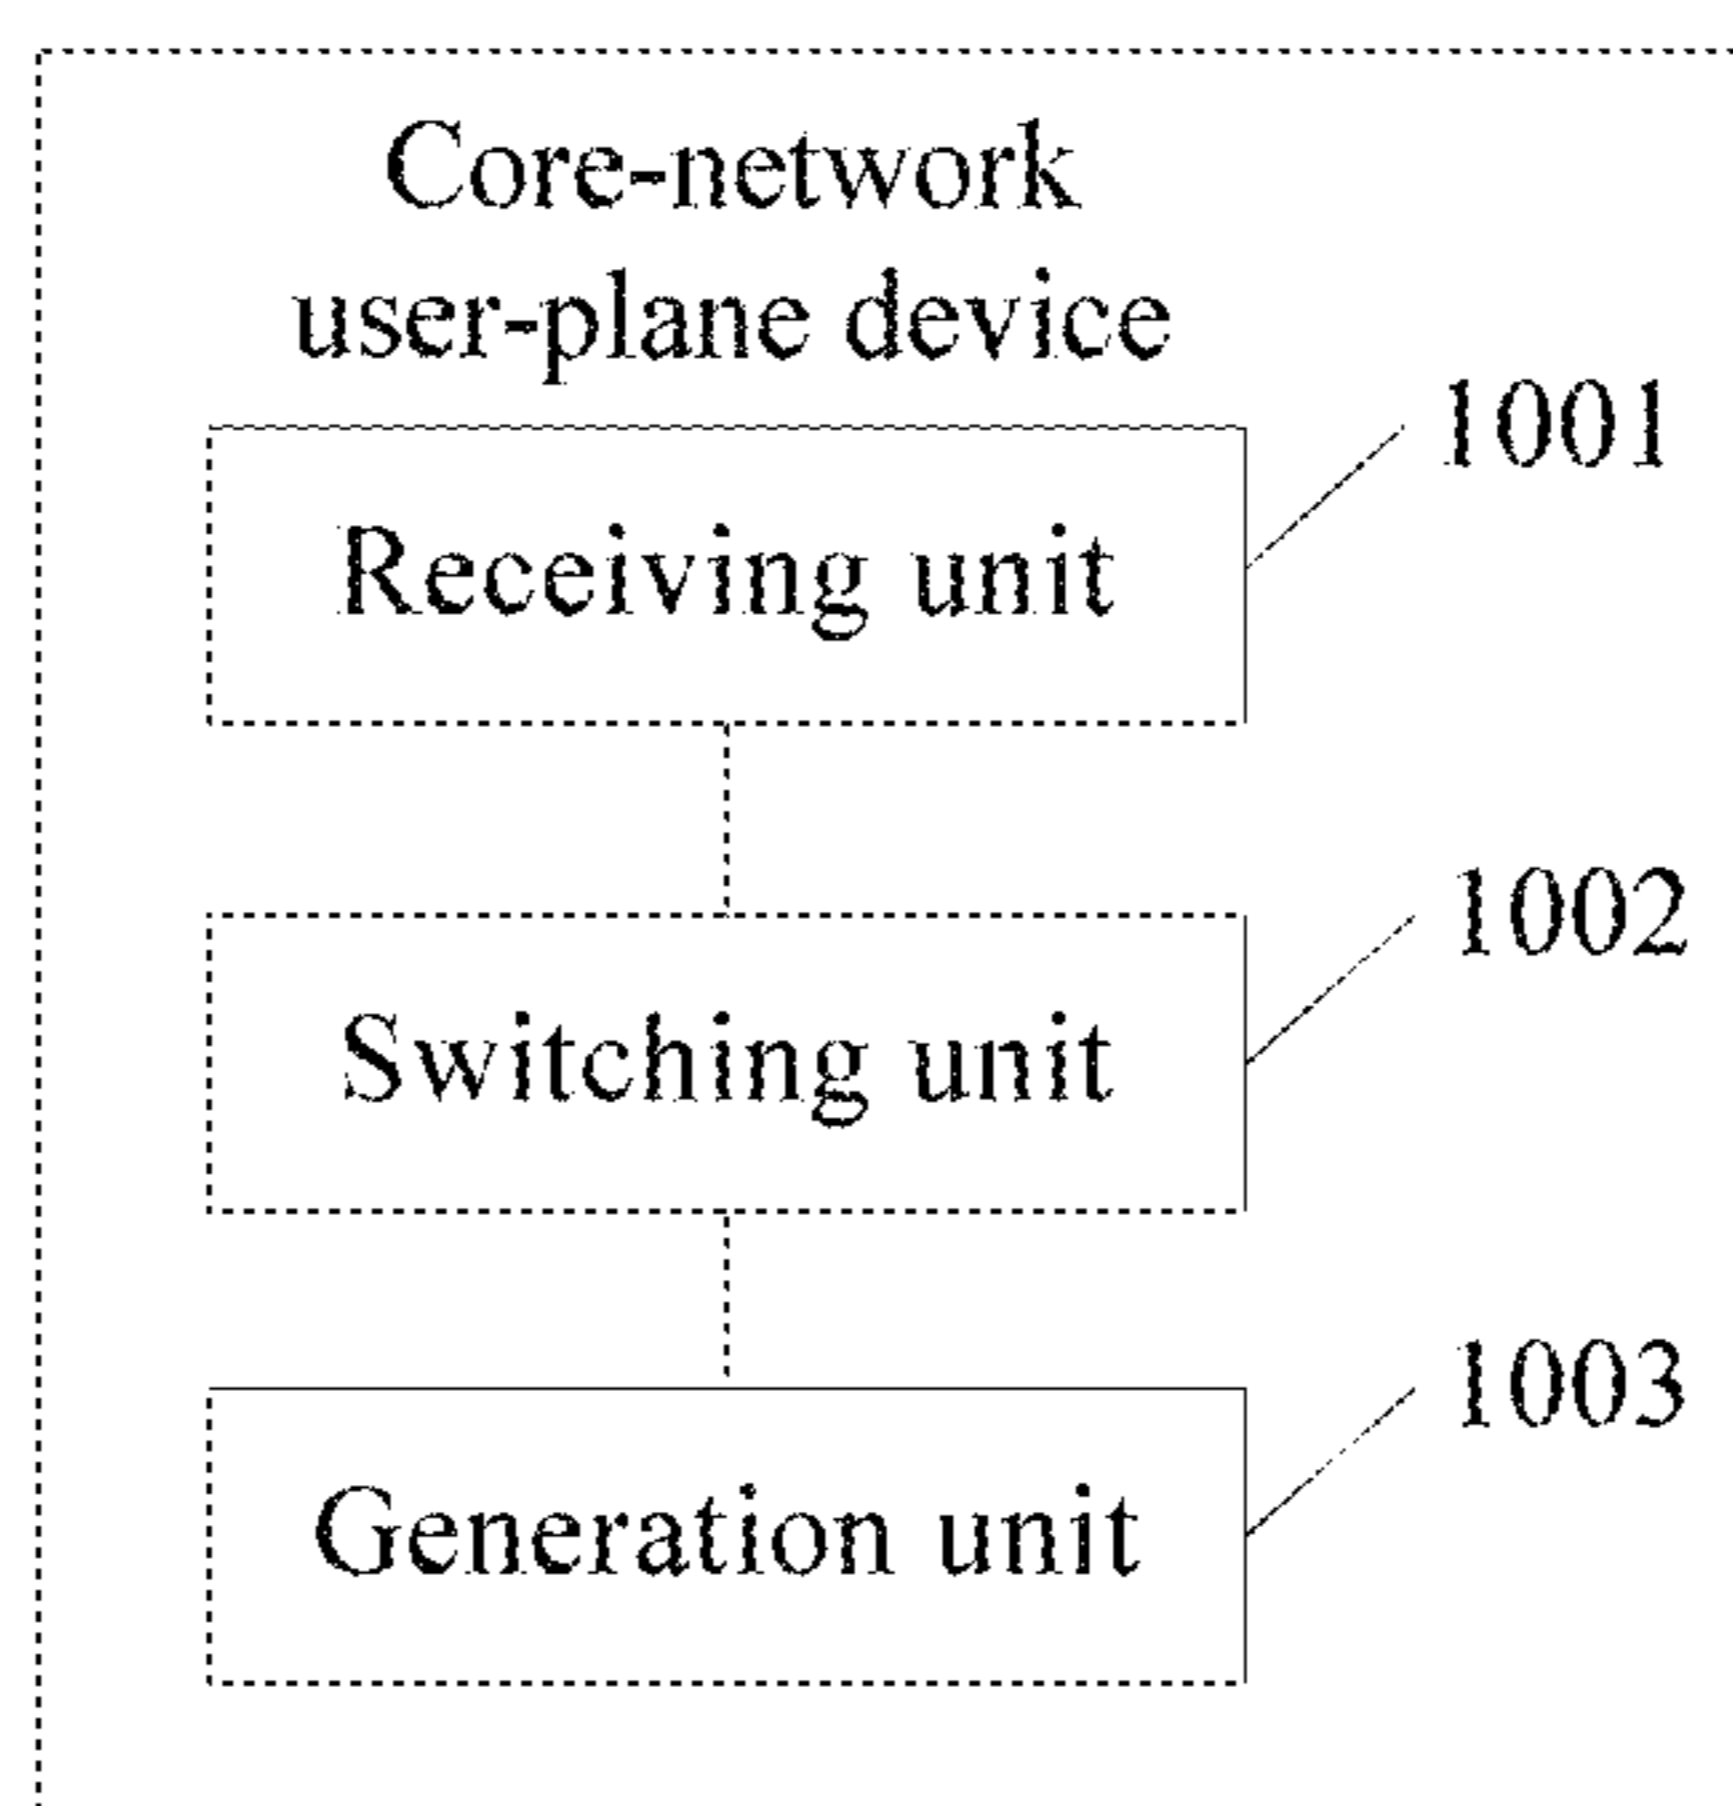 Core-network
user-plane device
1001
Receiving unit
1002
Switching unit
1003
Generation unit